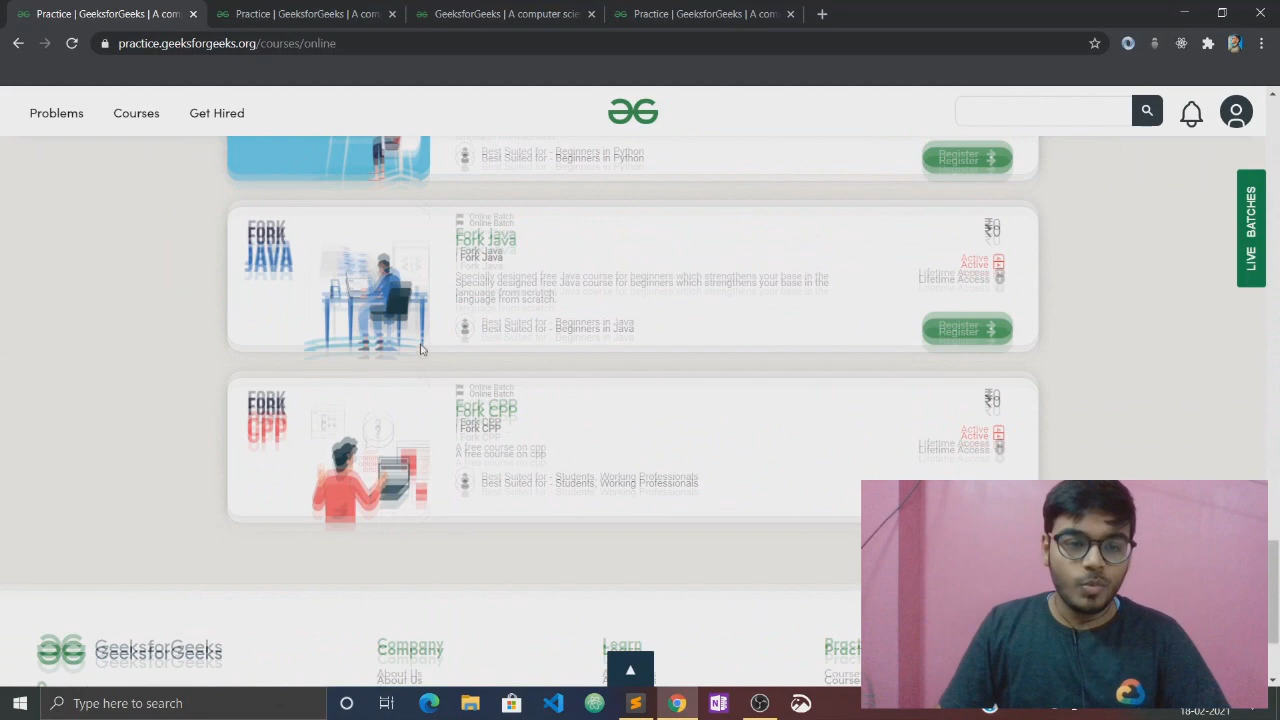 Practice | GeeksforGeeks | A com
Practice | GeeksforGeeks | A com
GeeksforGeeks | A computer scie
Practice | GeeksforGeeks | A com
practice.geeksforgeeks.org/courses/online
Problems
Courses
Get Hired
LIVE BATCHES
Best Suited for - Beginners in Python
Register
FORK
JAVA
Online Batch
Fork Java
Fork Java
Specially designed free Java course for beginners which strengthens your base in the
language from scratch.
Best Suited for - Beginners in Java
₹0
Active
Lifetime Access
Register
FORK
CPP
Online Batch
Fork CPP
Fork CPP
A free course on cpp
Best Suited for - Students, Working Professionals
₹0
Active
Lifetime Access
GeeksforGeeks
Company
About Us
Learn
Pract
Course
Type here to search
18-02-2021